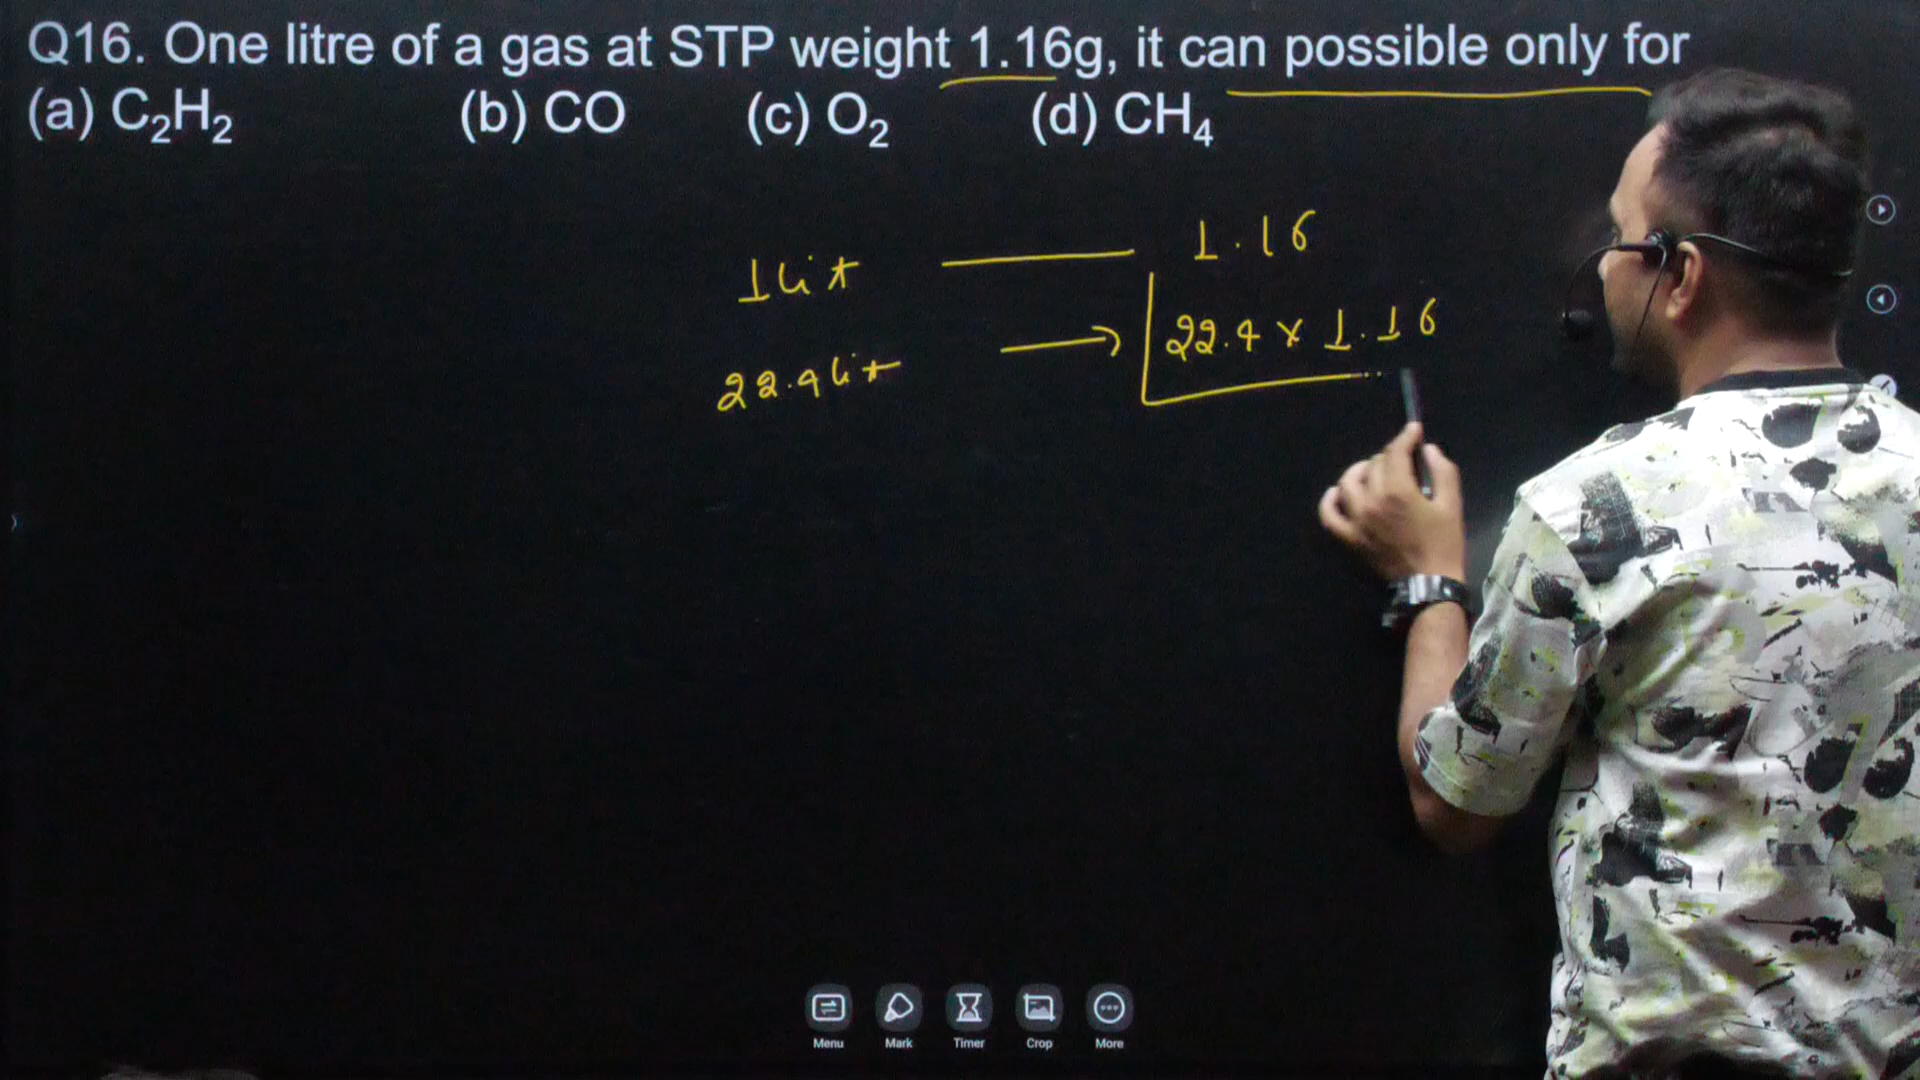 Q16. One litre of a gas at STP weight 1.16g, it can possible only for
(a) C₂H₂ (b) CO (c) O₂ (d) CH₄
1 lit 1.16
22.4 lit → 22.4 x 1.16
Menu Mark Timer Crop More